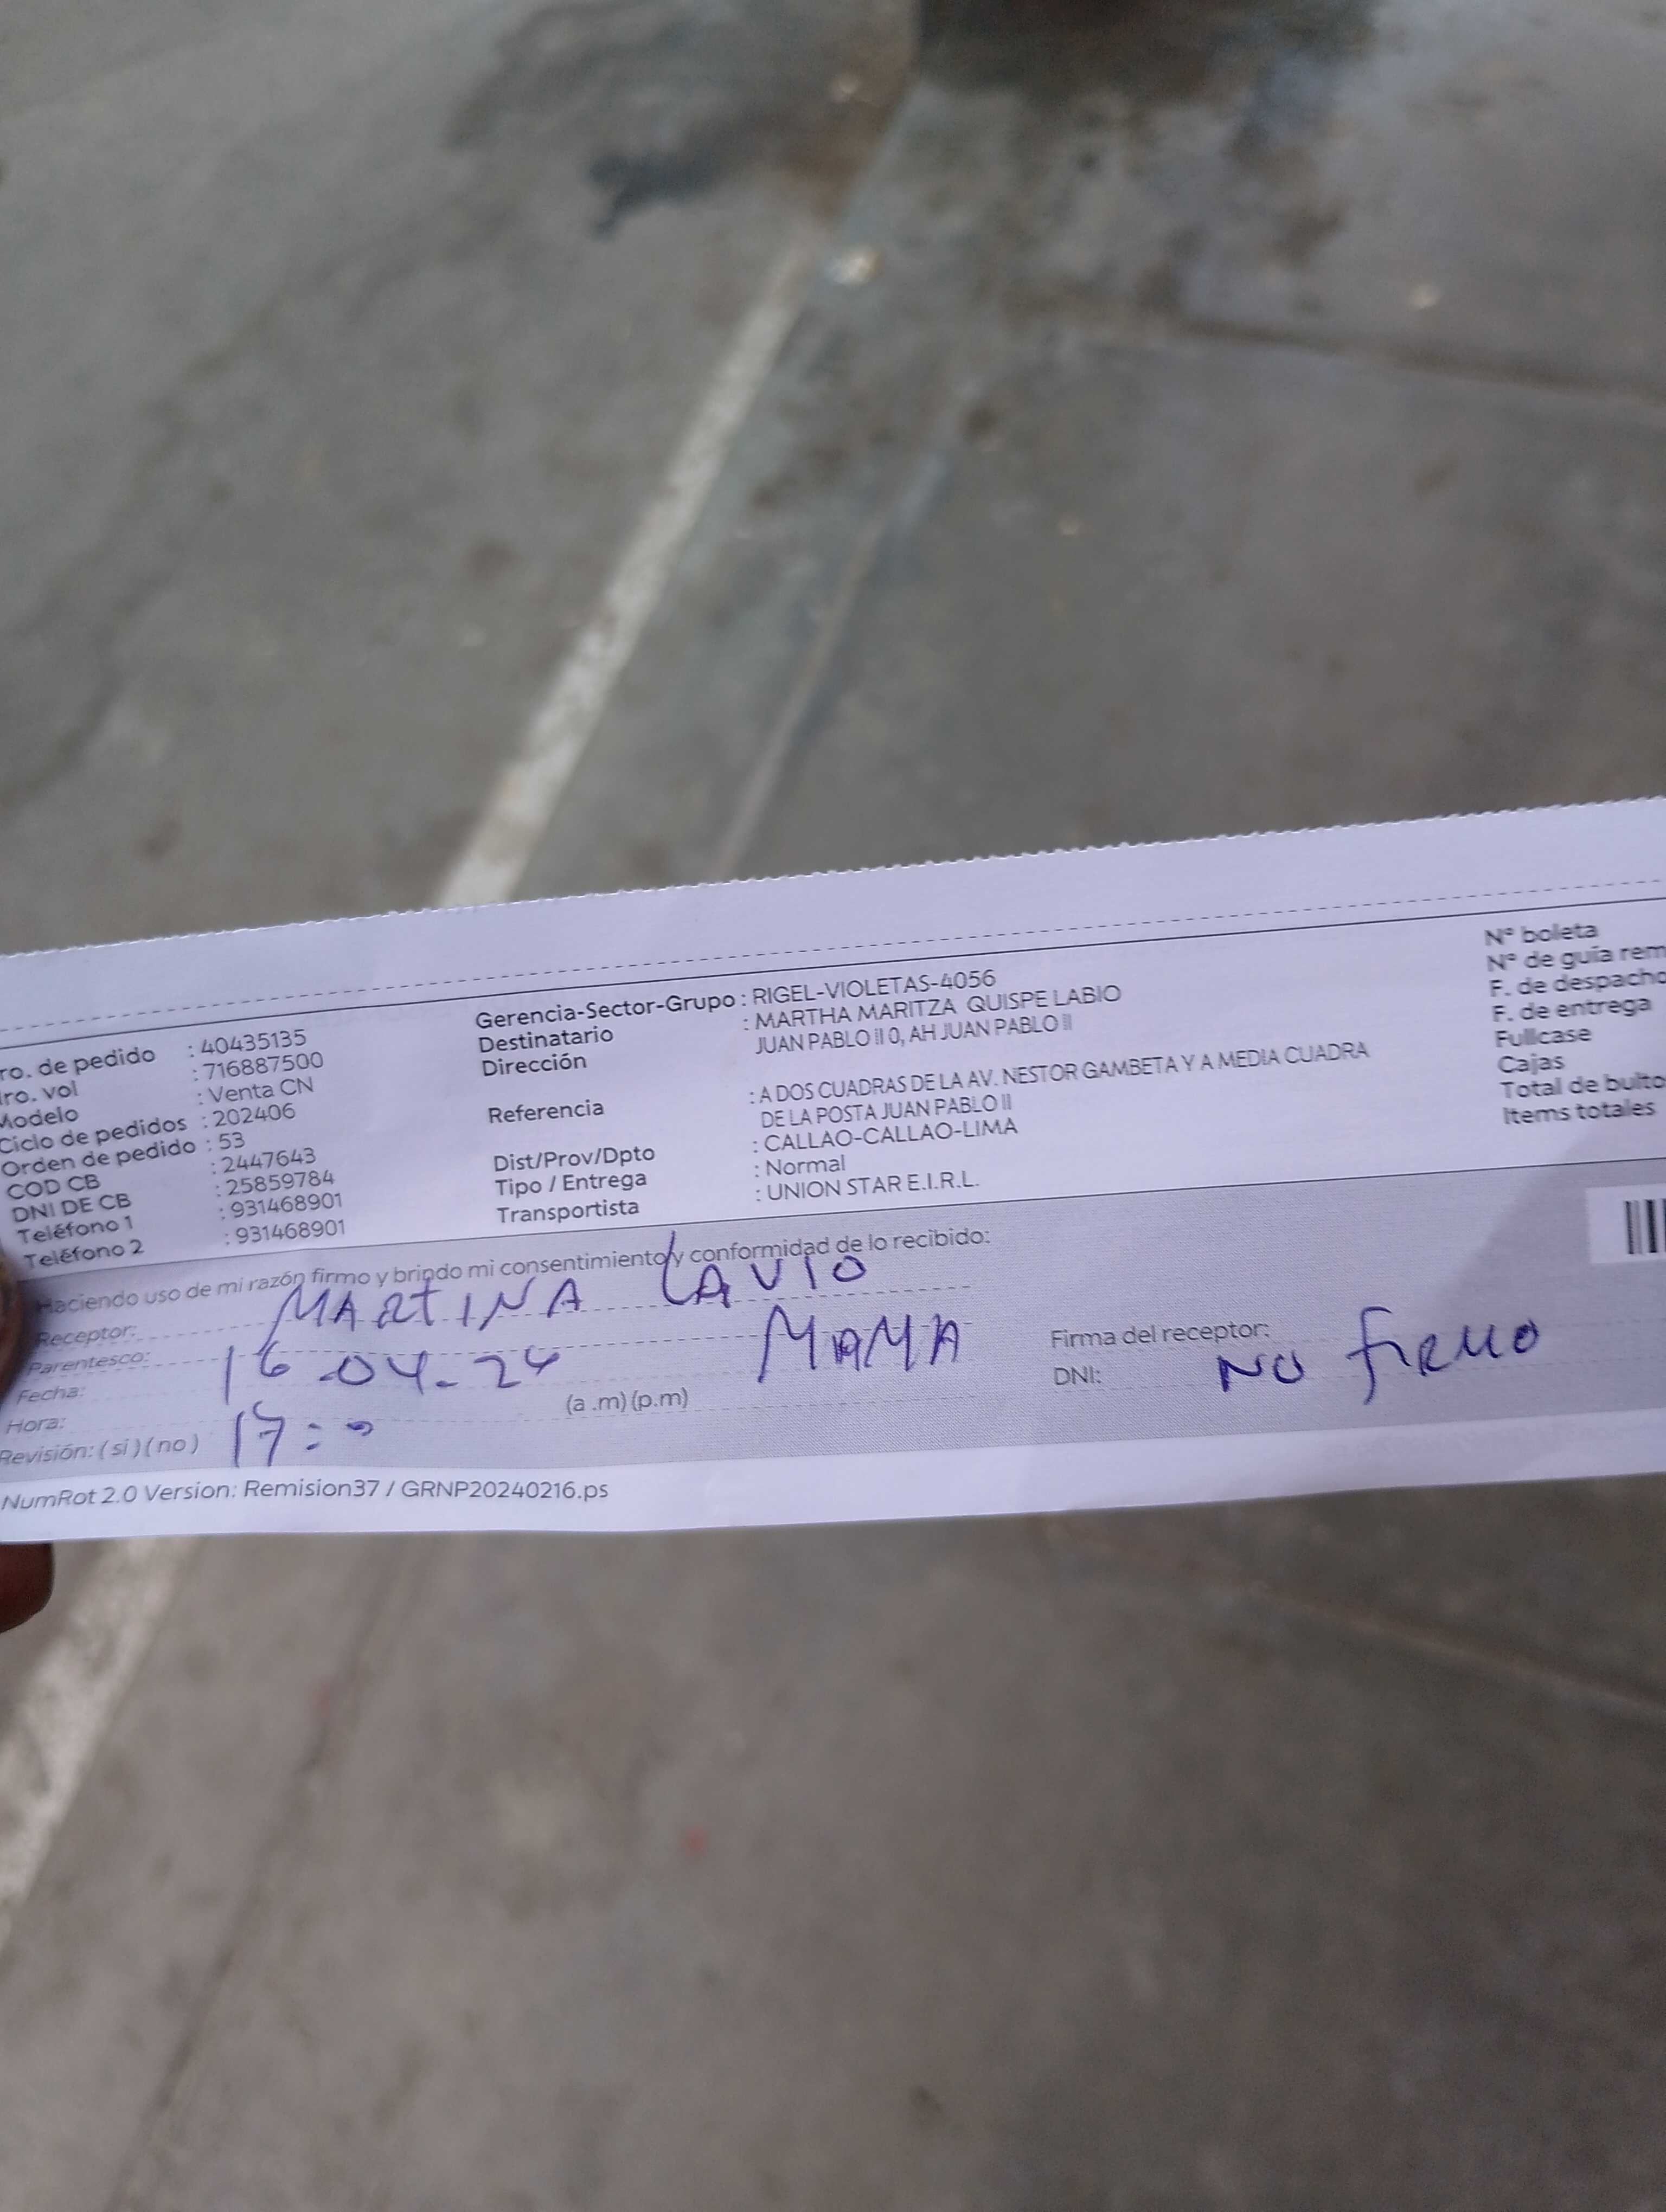 ro. de pedido : 40435135
ro. vol : 716887500
Modelo : Venta CN
Ciclo de pedidos : 202406
Orden de pedido : 53
COD CB : 2447643
DNI DE CB : 25859784
Teléfono 1 : 931468901
Teléfono 2 : 931468901
Gerencia-Sector-Grupo : RIGEL-VIOLETAS-4056
Destinatario : MARTHA MARITZA QUISPE LABIO
Dirección JUAN PABLO II 0, AH JUAN PABLO II
Referencia : A DOS CUADRAS DE LA AV. NESTOR GAMBETA Y A MEDIA CUADRA
DE LA POSTA JUAN PABLO II
Dist/Prov/Dpto : CALLAO-CALLAO-LIMA
Tipo / Entrega : Normal
Transportista : UNION STAR E.I.R.L.
N° boleta
N° de guía rem
F. de despacho
F. de entrega
Fullcase
Cajas
Total de bulto
Items totales
Haciendo uso de mi razón firmo y brindo mi consentimiento y conformidad de lo recibido:
Receptor: MARTINA LAVIO
Parentesco: MAMA
Fecha: 16-04-24
Hora: 17: (a.m) (p.m)
Revisión: (si) (no)
Firma del receptor: NO firmo
DNI:
NumRot 2.0 Version: Remision37 / GRNP20240216.ps